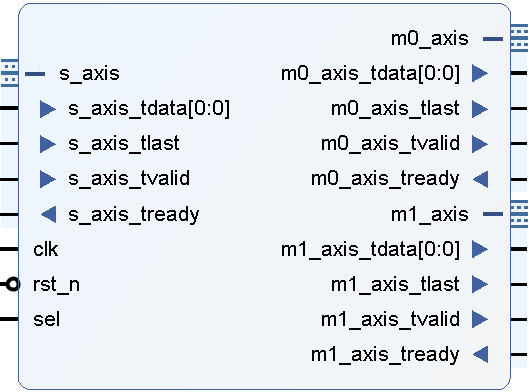 s_axis
s_axis_tdata[0:0]
s_axis_tlast
s_axis_tvalid
s_axis_tready
clk
rst_n
sel
m0_axis
m0_axis_tdata[0:0]
m0_axis_tlast
m0_axis_tvalid
m0_axis_tready
m1_axis
m1_axis_tdata[0:0]
m1_axis_tlast
m1_axis_tvalid
m1_axis_tready